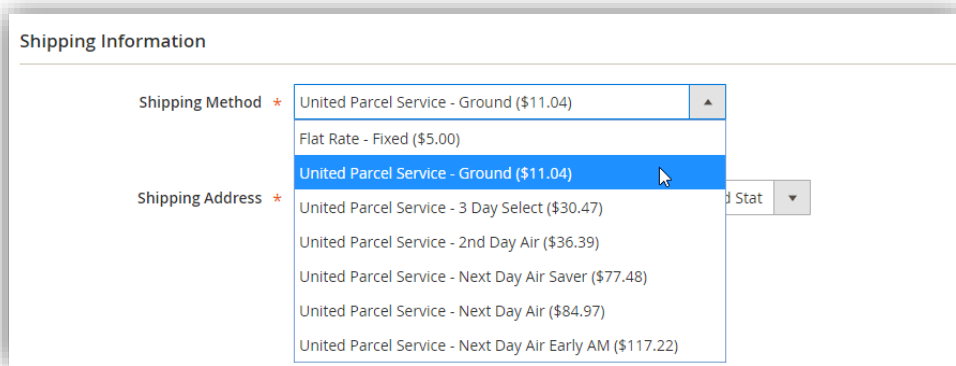 Shipping Information
Shipping Method * United Parcel Service - Ground ($11.04)
Flat Rate - Fixed ($5.00)
United Parcel Service - Ground ($11.04)
Shipping Address * d Stat
United Parcel Service - 3 Day Select ($30.47)
United Parcel Service - 2nd Day Air ($36.39)
United Parcel Service - Next Day Air Saver ($77.48)
United Parcel Service - Next Day Air ($84.97)
United Parcel Service - Next Day Air Early AM ($117.22)